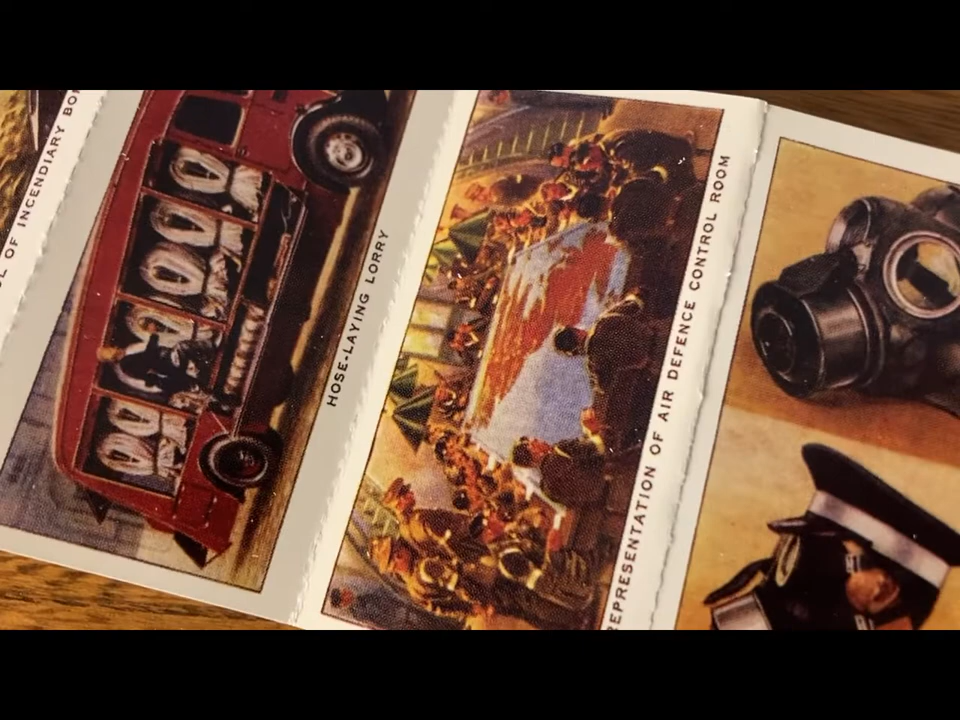 OF INCENDIARY
HOSE-LAYING LORRY
REPRESENTATION OF AIR DEFENCE CONTROL ROOM